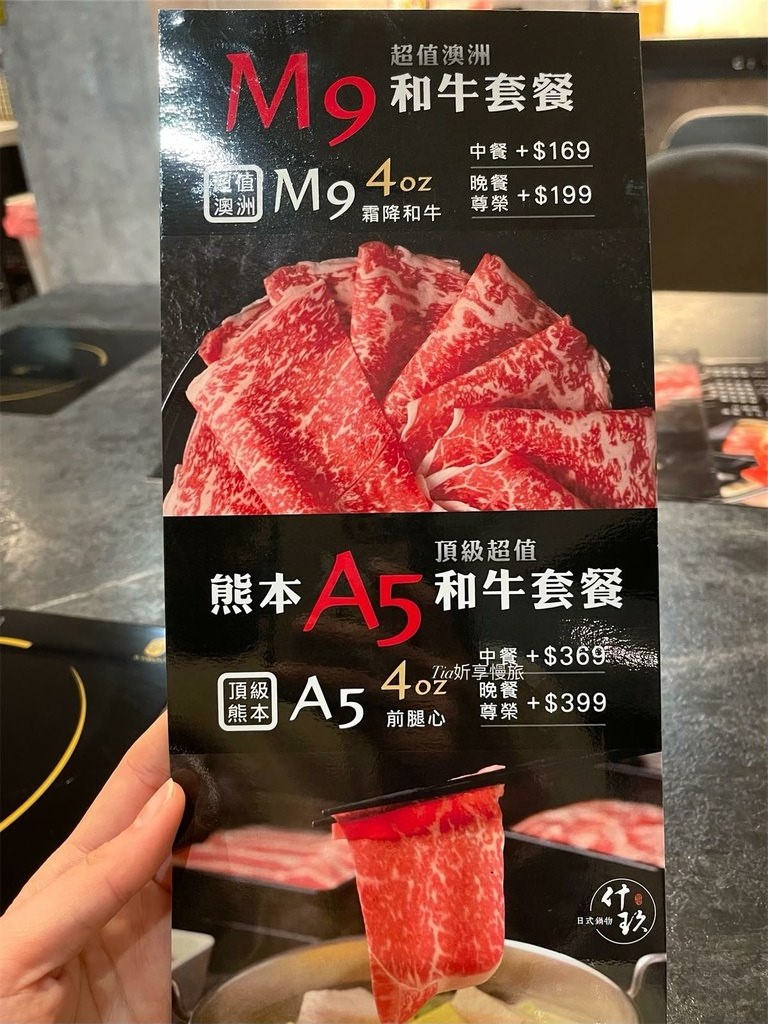 M9 超值澳洲
和牛套餐
超值澳洲 M9 4oz 霜降和牛
中餐 +$169
晚餐 尊榮 +$199
頂級超值
熊本 A5 和牛套餐
頂級熊本 A5 4oz 前腿心
中餐 +$369
晚餐 尊榮 +$399
Tia妡享慢旅
日式鍋物 什玖